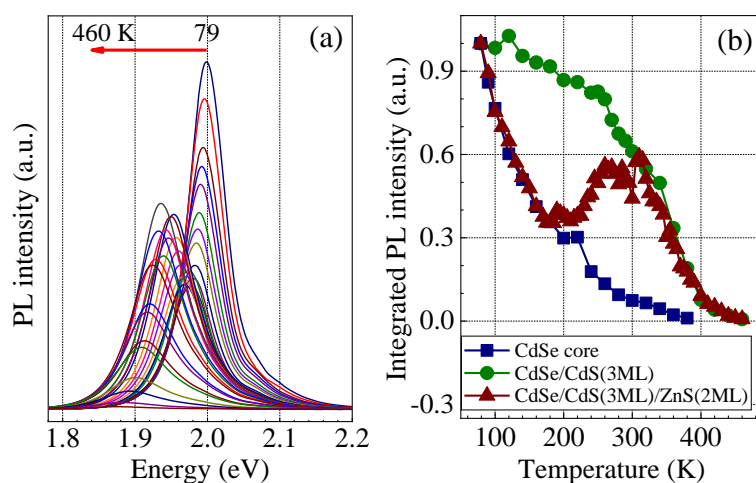 460 K 79 (a)
PL intensity (a.u.)
1.8 1.9 2.0 2.1 2.2
Energy (eV)
(b)
Integrated PL intensity (a.u.)
0.9
0.6
0.3
0.0
-0.3
CdSe core
CdSe/CdS(3ML)
CdSe/CdS(3ML)/ZnS(2ML)
100 200 300 400
Temperature (K)